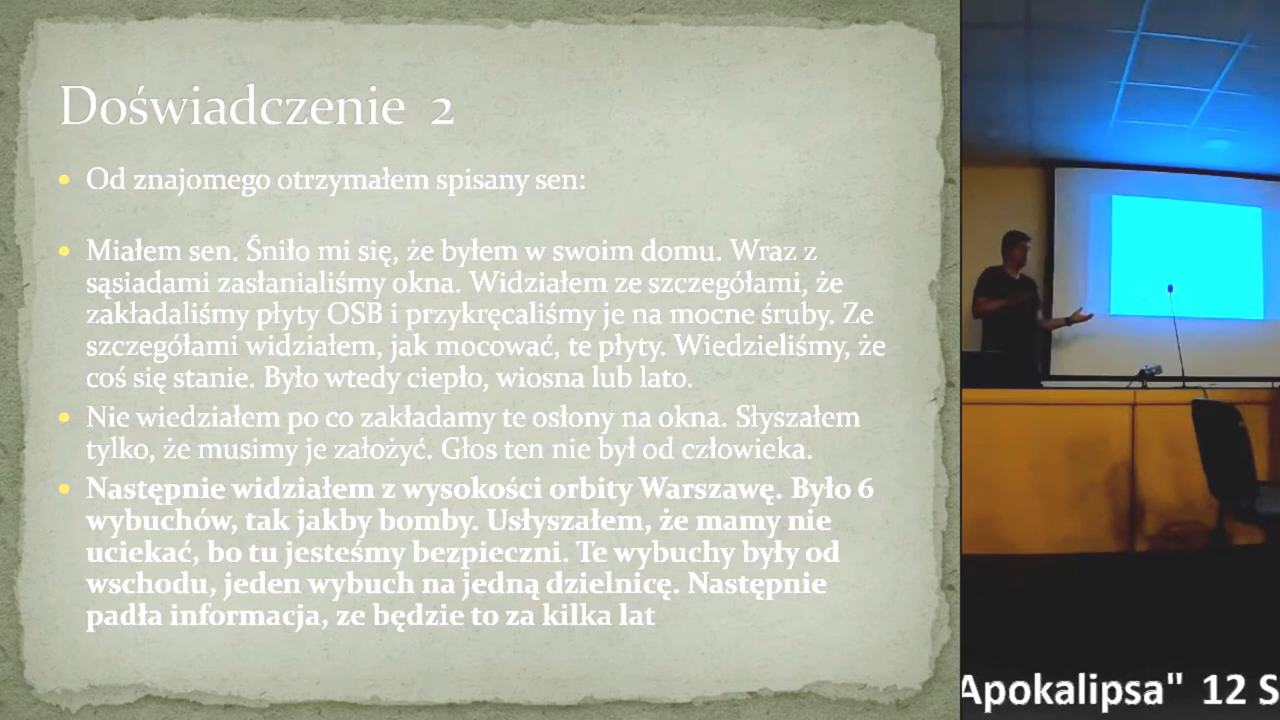 Doświadczenie 2
Od znajomego otrzymałem spisany sen:
Miałem sen. Śniło mi się, że byłem w swoim domu. Wraz z
sąsiadami zasłanialiśmy okna. Widziałem ze szczegółami, że
zakładaliśmy płyty OSB i przykręcaliśmy je na mocne śruby. Ze
szczegółami widziałem, jak mocować, te płyty. Wiedzieliśmy, że
coś się stanie. Było wtedy ciepło, wiosna lub lato.
Nie wiedziałem po co zakładamy te osłony na okna. Słyszałem
tylko, że musimy je założyć. Głos ten nie był od człowieka.
Następnie widziałem z wysokości orbity Warszawę. Było 6
wybuchów, tak jakby bomby. Usłyszałem, że mamy nie
uciekać, bo tu jesteśmy bezpieczni. Te wybuchy były od
wschodu, jeden wybuch na jedną dzielnicę. Następnie
padła informacja, ze będzie to za kilka lat
Apokalipsa" 12 S